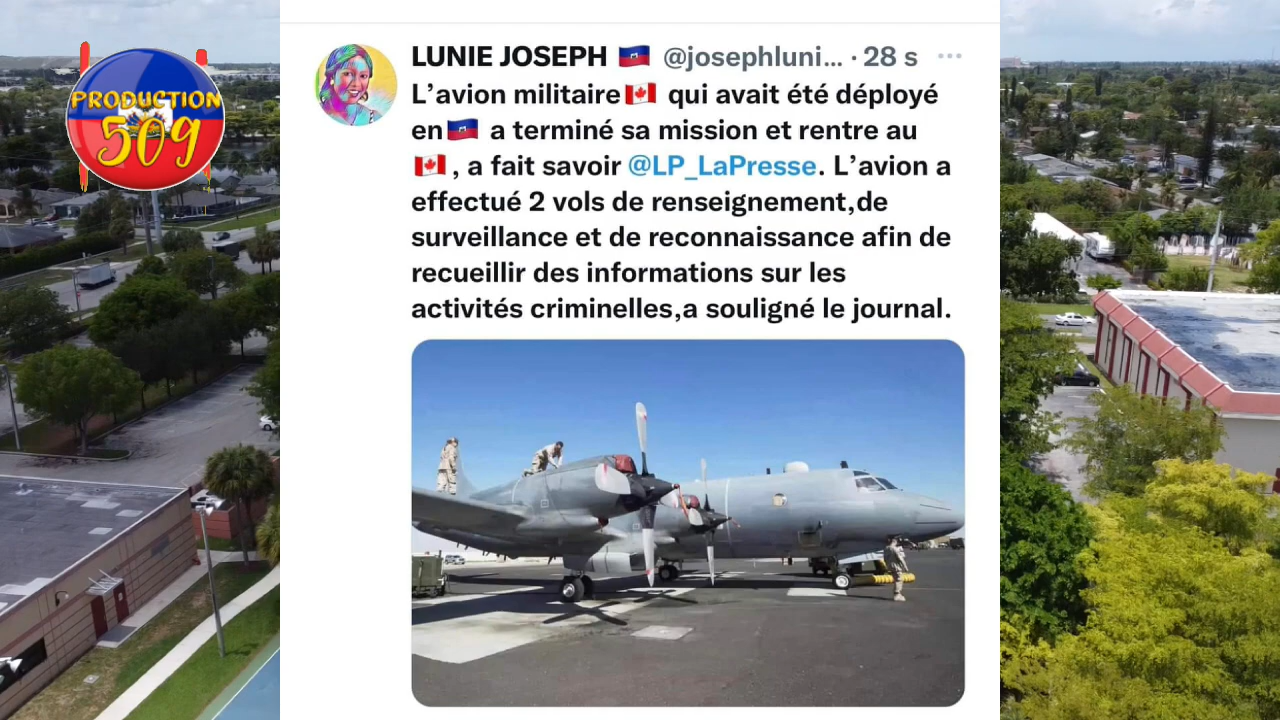 PRODUCTION
509
LUNIE JOSEPH 🇭🇹 @josephluni... · 28 s
L'avion militaire🇨🇦 qui avait été déployé
en🇭🇹 a terminé sa mission et rentre au
🇨🇦, a fait savoir @LP_LaPresse. L'avion a
effectué 2 vols de renseignement,de
surveillance et de reconnaissance afin de
recueillir des informations sur les
activités criminelles,a souligné le journal.